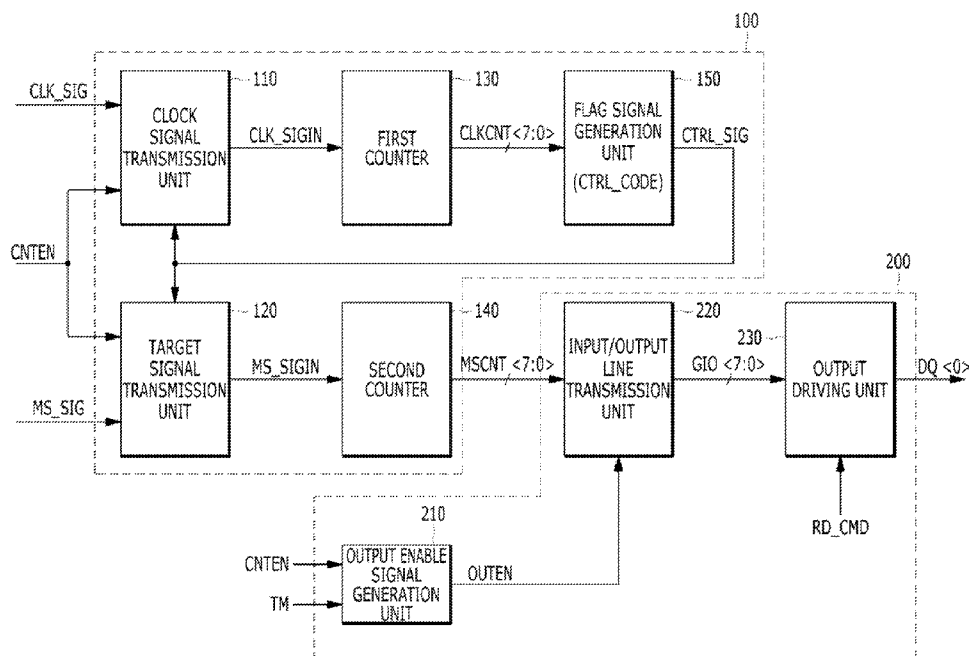 100
110
130
150
CLK_SIG
CLOCK
SIGNAL
TRANSMISSION
UNIT
CLK_SIGIN
FIRST
COUNTER
CLKCNT <7:0>
FLAG SIGNAL
GENERATION
UNIT
(CTRL_CODE)
CTRL_SIG
CNTEN
200
120
140
220
230
TARGET
SIGNAL
TRANSMISSION
UNIT
MS_SIGIN
SECOND
COUNTER
MSCNT <7:0>
INPUT/OUTPUT
LINE
TRANSMISSION
UNIT
GIO <7:0>
OUTPUT
DRIVING UNIT
DQ <0>
MS_SIG
RD_CMD
210
CNTEN
TM
OUTPUT ENABLE
SIGNAL
GENERATION
UNIT
OUTEN